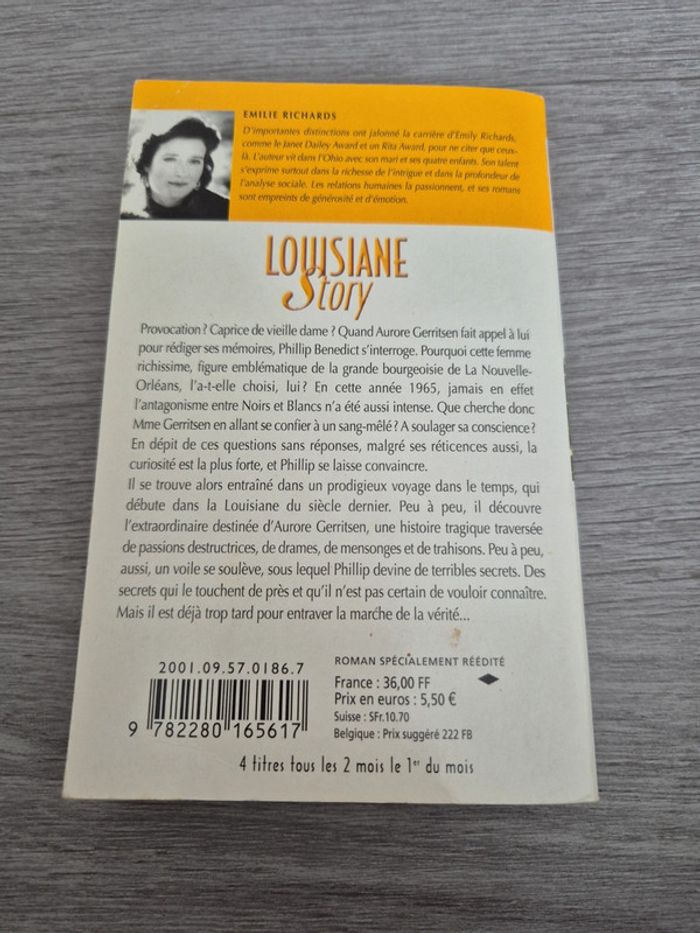 EMILIE RICHARDS
D'importantes distinctions ont jalonné la carrière d'Emily Richards,
comme le Janet Dailey Award et un Rita Award, pour ne citer que ceux-
là. L'auteur vit dans l'Ohio avec son mari et ses quatre enfants. Son talent
s'exprime surtout dans la richesse de l'intrigue et dans la profondeur de
l'analyse sociale. Les relations humaines la passionnent, et ses romans
sont empreints de générosité et d'émotion.
LOUISIANE
Story
Provocation ? Caprice de vieille dame ? Quand Aurore Gerritsen fait appel à lui
pour rédiger ses mémoires, Phillip Benedict s'interroge. Pourquoi cette femme
richissime, figure emblématique de la grande bourgeoisie de La Nouvelle-
Orléans, l'a-t-elle choisi, lui ? En cette année 1965, jamais en effet
l'antagonisme entre Noirs et Blancs n'a été aussi intense. Que cherche donc
Mme Gerritsen en allant se confier à un sang-mêlé ? A soulager sa conscience ?
En dépit de ces questions sans réponses, malgré ses réticences aussi, la
curiosité est la plus forte, et Phillip se laisse convaincre.
Il se trouve alors entraîné dans un prodigieux voyage dans le temps, qui
débute dans la Louisiane du siècle dernier. Peu à peu, il découvre
l'extraordinaire destinée d'Aurore Gerritsen, une histoire tragique traversée
de passions destructrices, de drames, de mensonges et de trahisons. Peu à peu,
aussi, un voile se soulève, sous lequel Phillip devine de terribles secrets. Des
secrets qui le touchent de près et qu'il n'est pas certain de vouloir connaître.
Mais il est déjà trop tard pour entraver la marche de la vérité...
2001.09.57.0186.7
9 782280 165617
ROMAN SPÉCIALEMENT RÉÉDITÉ
France : 36,00 FF
Prix en euros : 5,50 €
Suisse : SFr.10.70
Belgique : Prix suggéré 222 FB
4 titres tous les 2 mois le 1er du mois